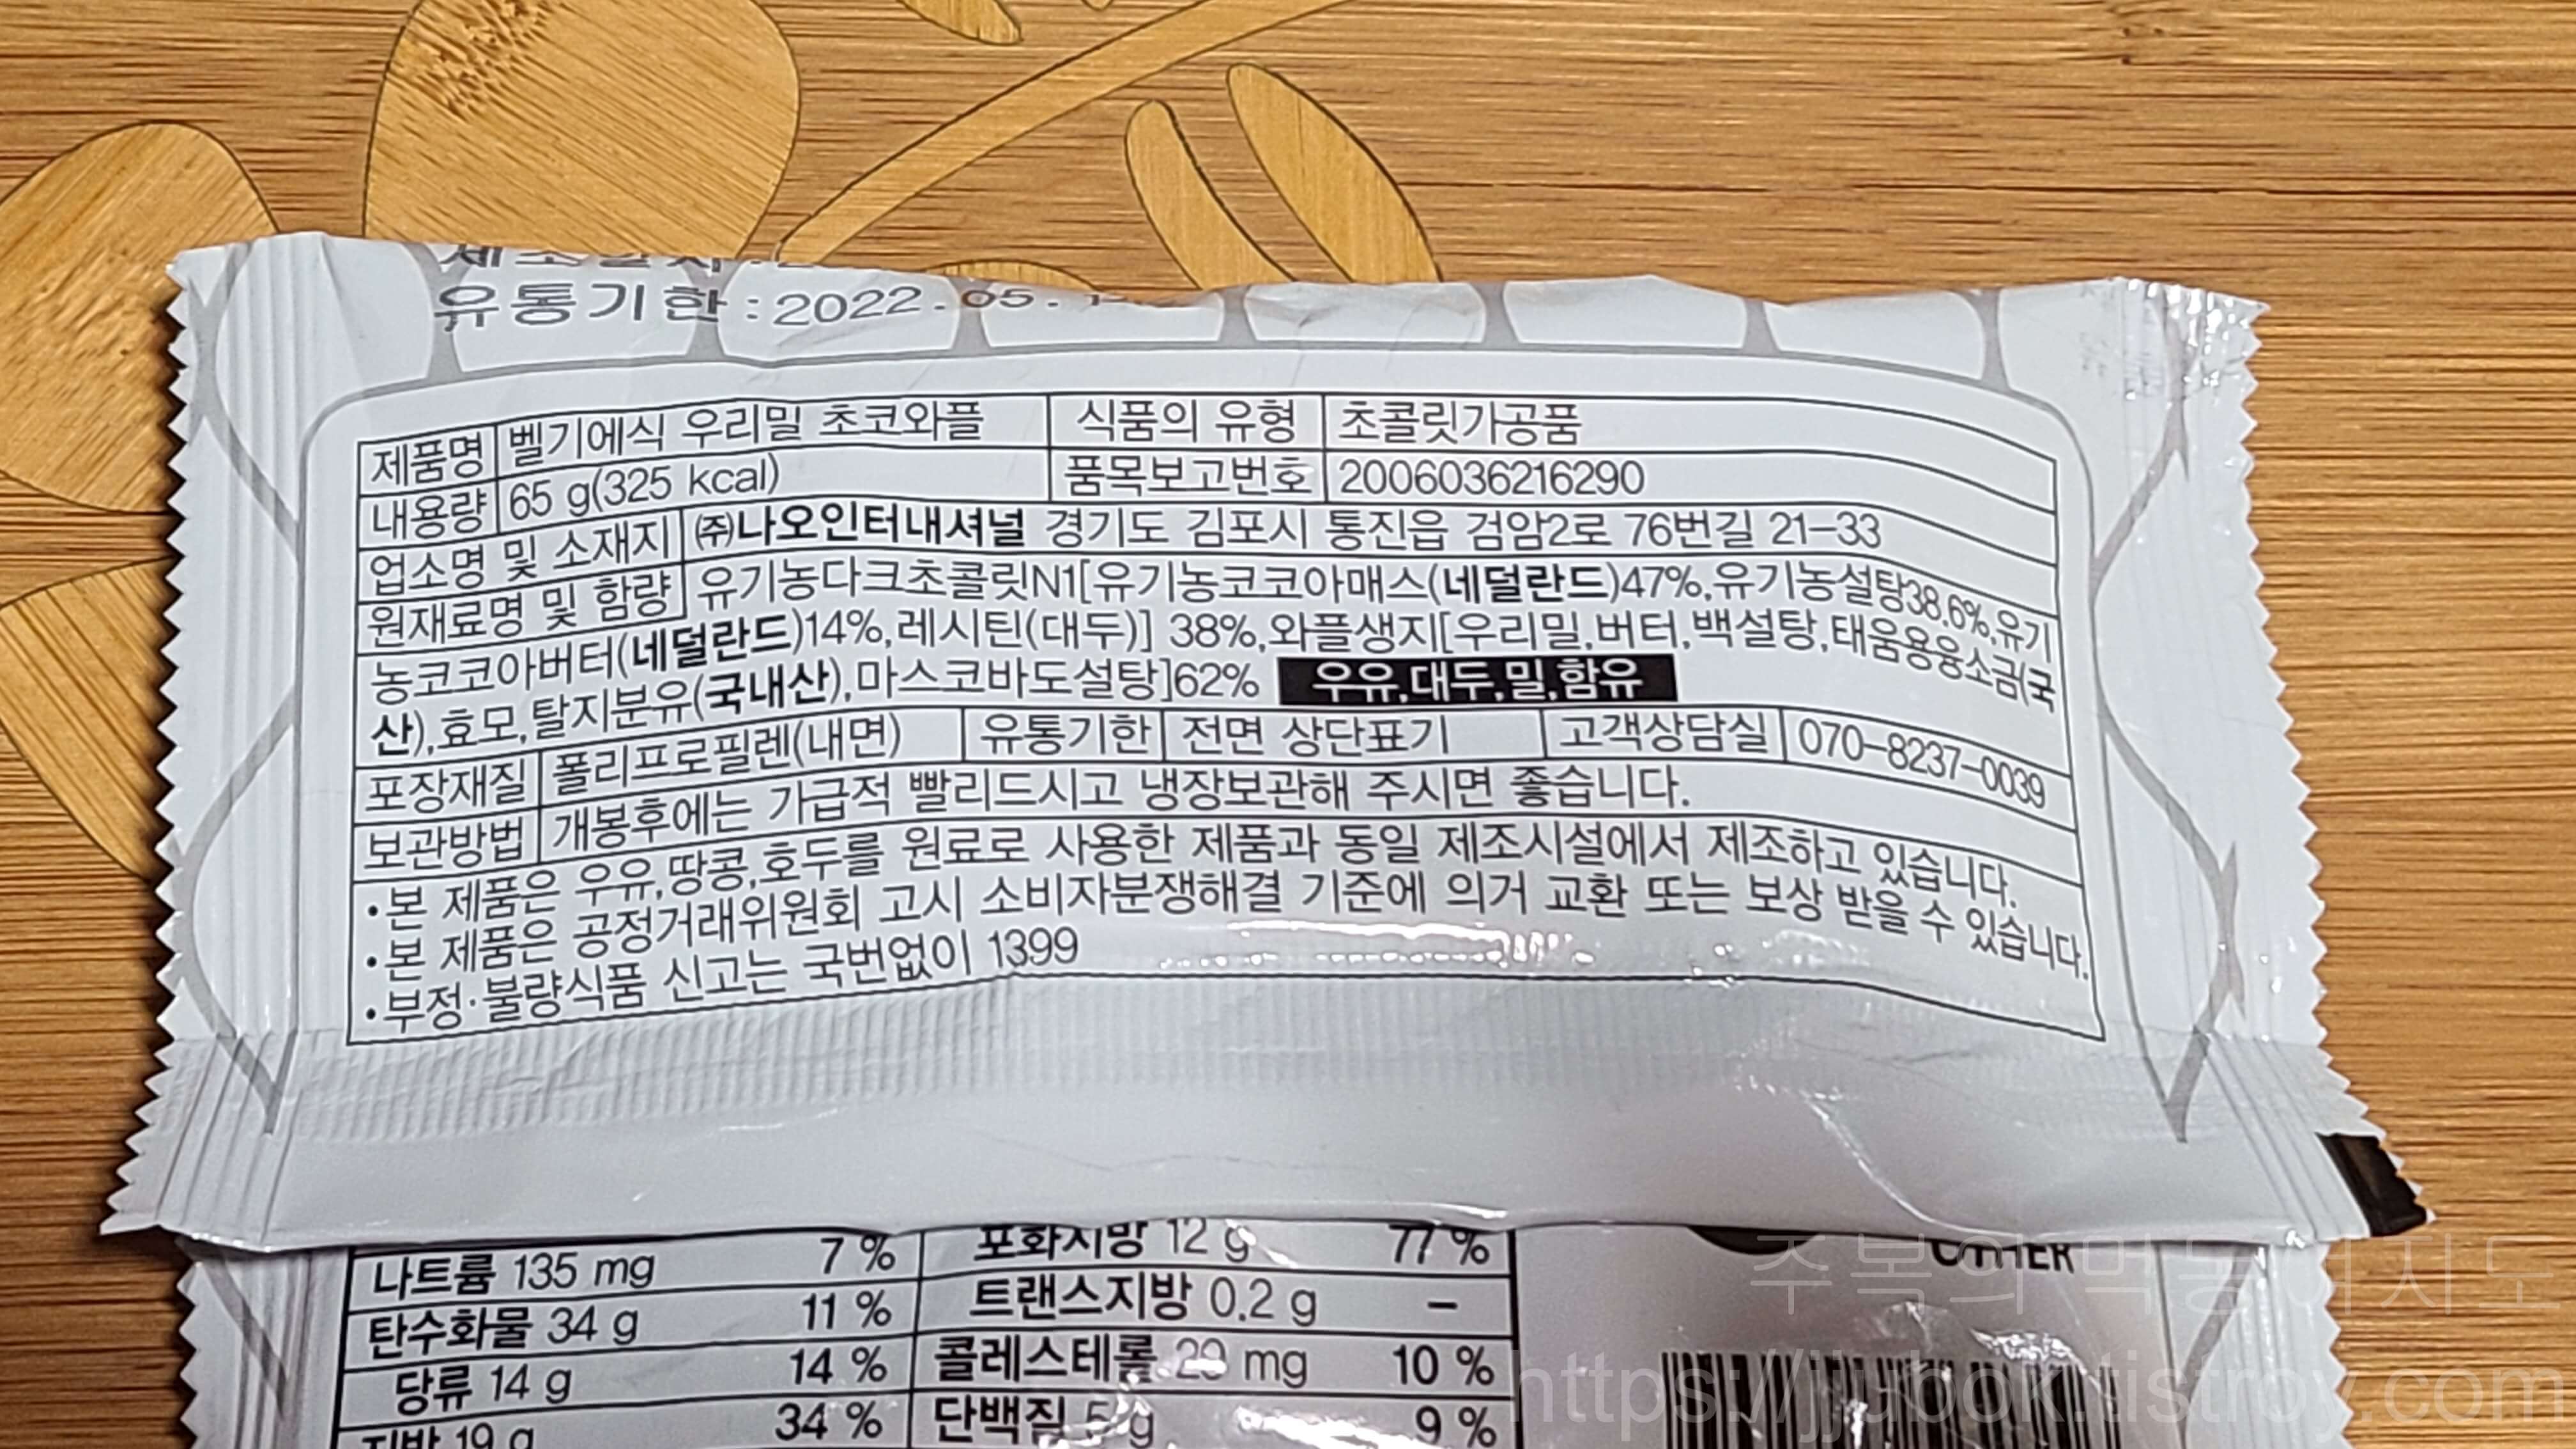 유통기한 : 2022.05.
제품명 벨기에식 우리밀 초코와플 식품의 유형 초콜릿가공품
내용량 65 g(325 kcal) 품목보고번호 2006036216290
업소명 및 소재지 ㈜나오인터내셔널 경기도 김포시 통진읍 검암2로 76번길 21-33
원재료명 및 함량 유기농다크초콜릿N1[유기농코코아매스(네덜란드)47%,유기농설탕38.6%,유기
농코코아버터(네덜란드)14%,레시틴(대두)] 38%,와플생지[우리밀,버터,백설탕,태움용융소금(국
산),효모,탈지분유(국내산),마스코바도설탕]62% 우유,대두,밀,함유
포장재질 폴리프로필렌(내면) 유통기한 전면 상단표기 고객상담실 070-8237-0039
보관방법 개봉후에는 가급적 빨리드시고 냉장보관해 주시면 좋습니다.
•본 제품은 우유,땅콩,호두를 원료로 사용한 제품과 동일 제조시설에서 제조하고 있습니다.
•본 제품은 공정거래위원회 고시 소비자분쟁해결 기준에 의거 교환 또는 보상 받을 수 있습니다.
•부정·불량식품 신고는 국번없이 1399
나트륨 135 mg 7 % 포화지방 12 g 77 %
탄수화물 34 g 11 % 트랜스지방 0.2 g –
당류 14 g 14 % 콜레스테롤 29 mg 10 %
지방 19 g 34 % 단백질 5 g 9 %
OTHER
주복의 먹놀이지도
https://jjubok.tistroy.com